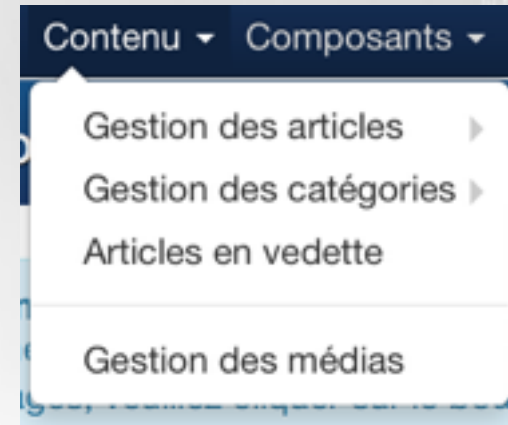 Contenu Composants
Gestion des articles
Gestion des catégories
Articles en vedette
Gestion des médias